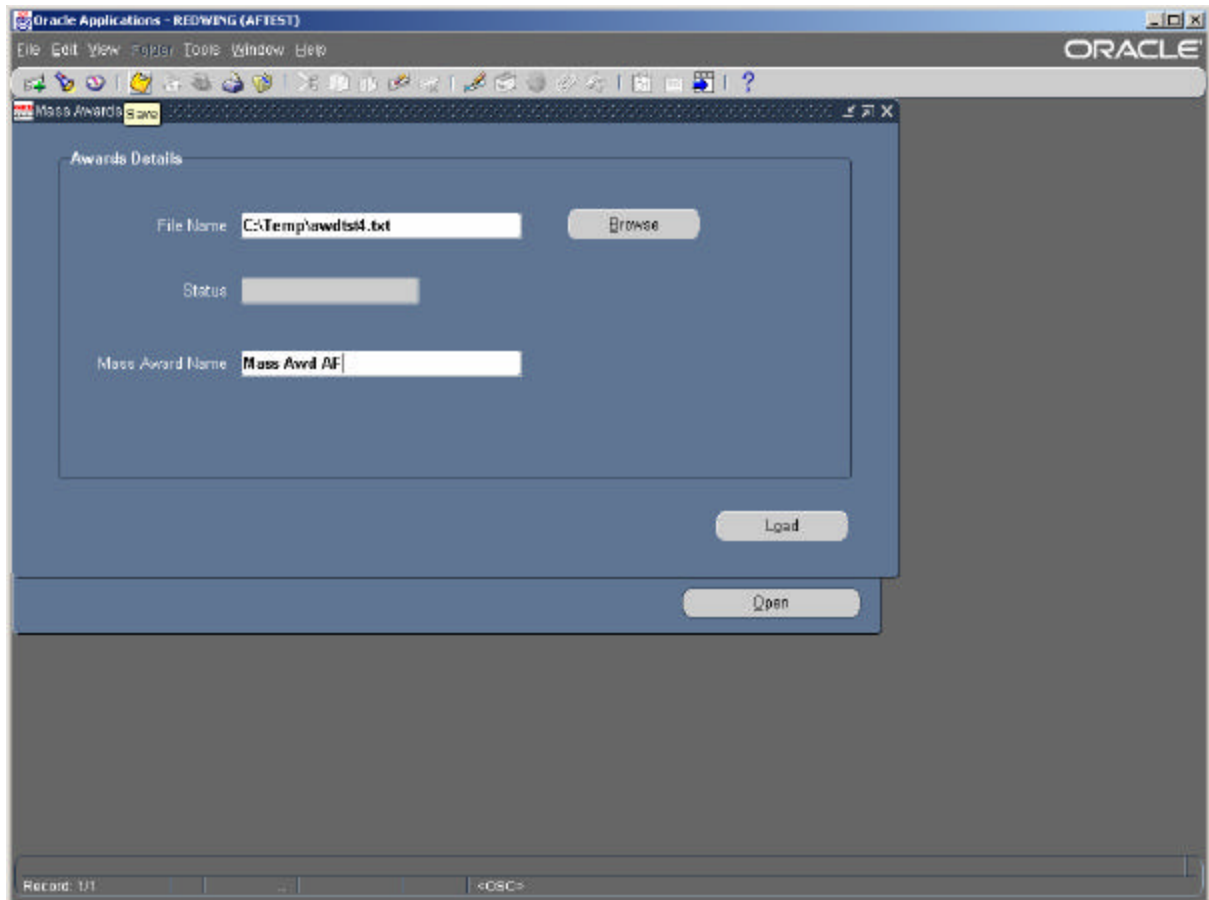 Oracle Applications - REDWING (AFTEST)
File Edit View Folder Tools Window Help
ORACLE
Mass Awards
Save
Awards Details
File Name C:\Temp\awdtst4.txt Browse
Status
Mass Award Name Mass Awd AF
Load
Open
Record: 1/1 ... <OSC>